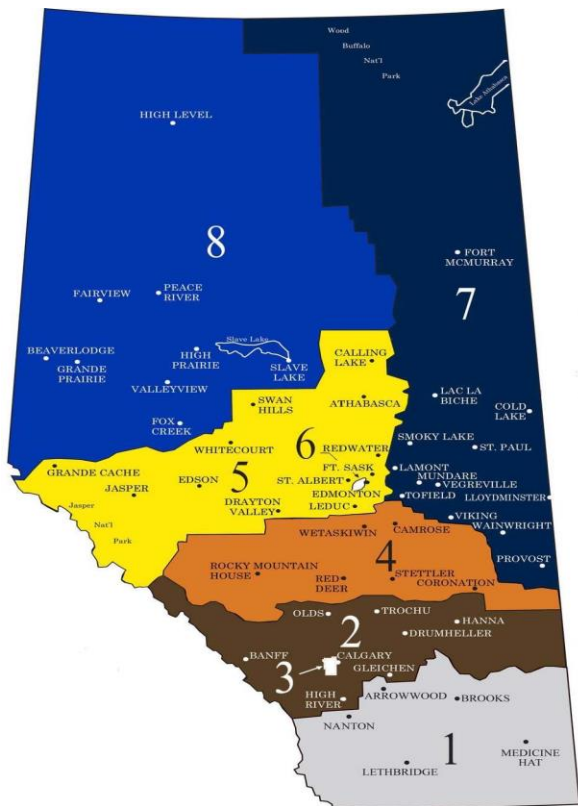 Wood
Buffalo
Nat'l
Park
Lake Athabasca
HIGH LEVEL
8
FORT
MCMURRAY
7
PEACE
RIVER
FAIRVIEW
BEAVERLODGE
GRANDE
PRAIRIE
HIGH
PRAIRIE
Slave Lake
SLAVE
LAKE
VALLEYVIEW
CALLING
LAKE
FOX
CREEK
SWAN
HILLS
ATHABASCA
LAC LA
BICHE
COLD
LAKE
WHITECOURT
6
REDWATER
SMOKY LAKE
ST. PAUL
GRANDE CACHE
JASPER
EDSON
5
FT. SASK
ST. ALBERT
EDMONTON
LEDUC
DRAYTON
VALLEY
LAMONT
MUNDARE
VEGREVILLE
TOFIELD
LLOYDMINSTER
Jasper
Nat'l
Park
VIKING
WAINWRIGHT
PROVOST
WETASKIWIN
CAMROSE
4
ROCKY MOUNTAIN
HOUSE
RED
DEER
STETTLER
CORONATION
OLDS
TROCHU
HANNA
2
DRUMHELLER
BANFF
3
CALGARY
GLEICHEN
HIGH
RIVER
ARROWWOOD
BROOKS
NANTON
1
MEDICINE
HAT
LETHBRIDGE